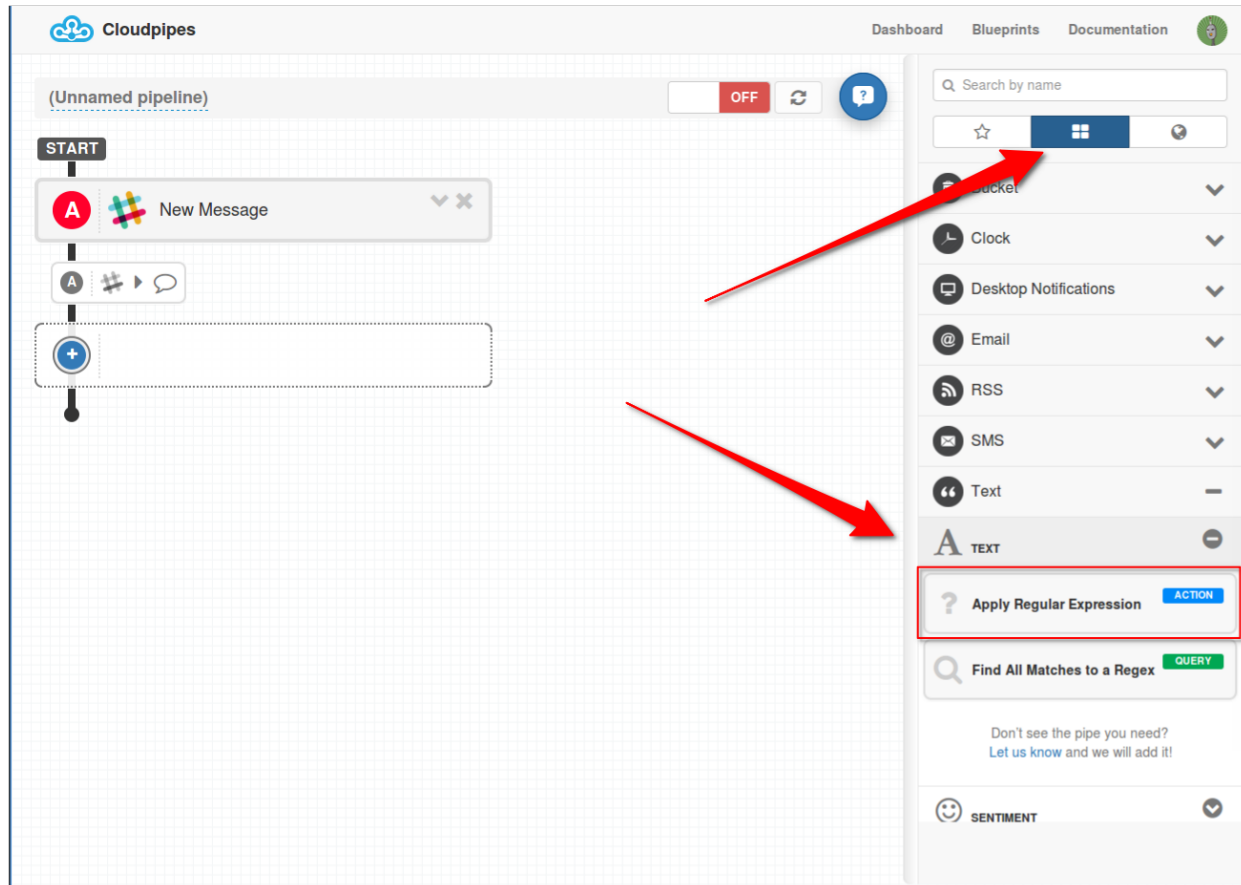 Cloudpipes
Dashboard Blueprints Documentation
(Unnamed pipeline)
OFF
?
START
A New Message
A
Search by name
Bucket
Clock
Desktop Notifications
@ Email
RSS
SMS
Text
A TEXT
? Apply Regular Expression ACTION
Find All Matches to a Regex QUERY
Don't see the pipe you need?
Let us know and we will add it!
SENTIMENT